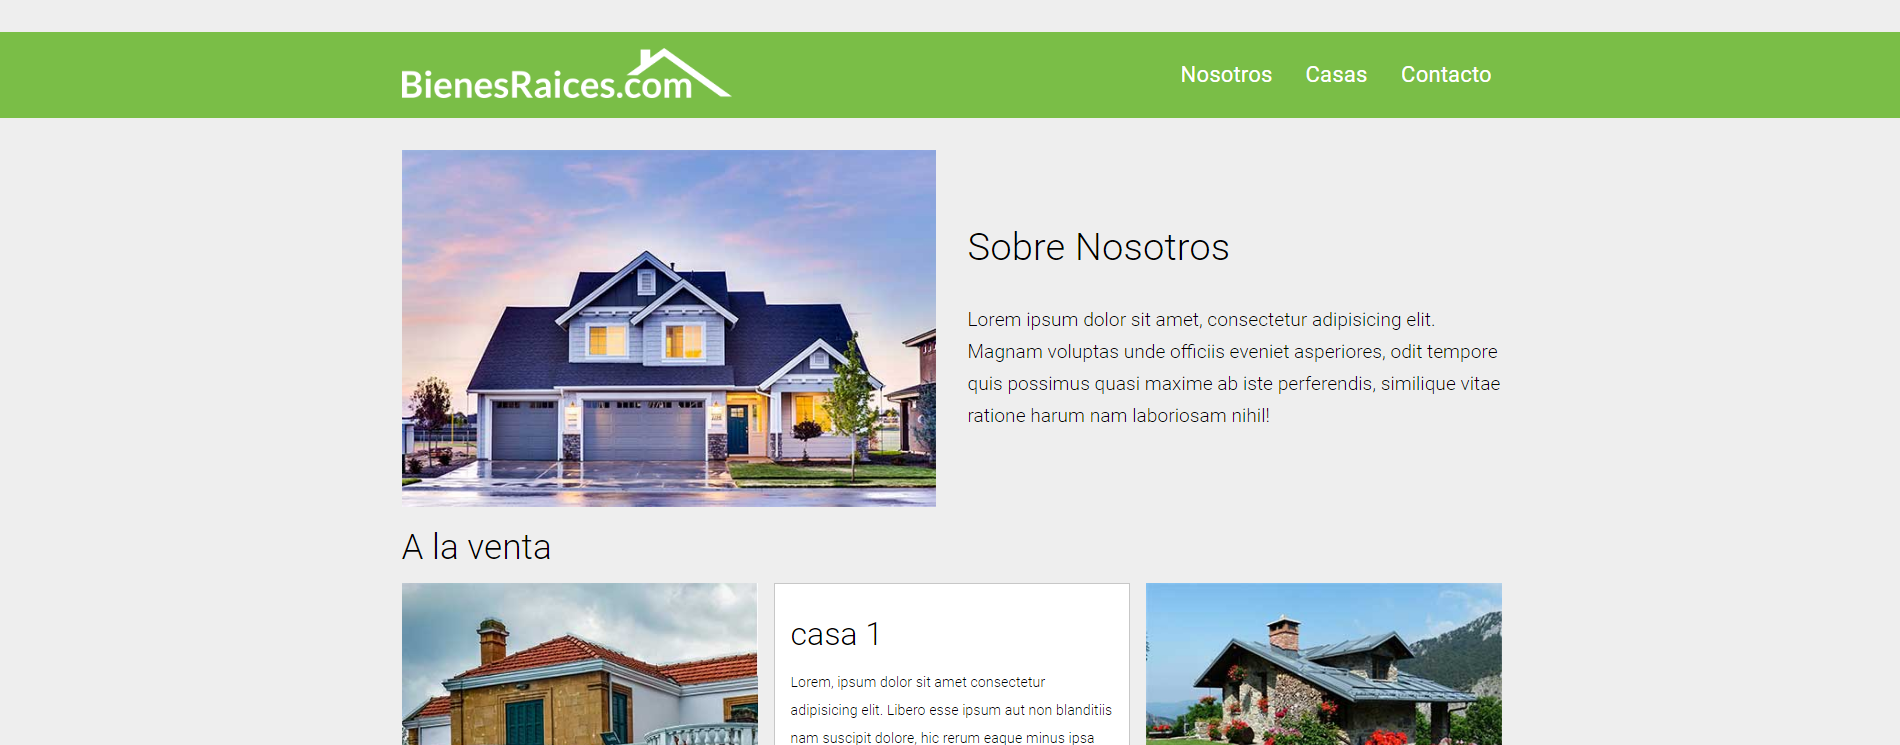 BienesRaices.com
Nosotros Casas Contacto
Sobre Nosotros
Lorem ipsum dolor sit amet, consectetur adipisicing elit.
Magnam voluptas unde officiis eveniet asperiores, odit tempore
quis possimus quasi maxime ab iste perferendis, similique vitae
ratione harum nam laboriosam nihil!
A la venta
casa 1
Lorem, ipsum dolor sit amet consectetur
adipisicing elit. Libero esse ipsum aut non blanditiis
nam suscipit dolore, hic rerum eaque minus ipsa